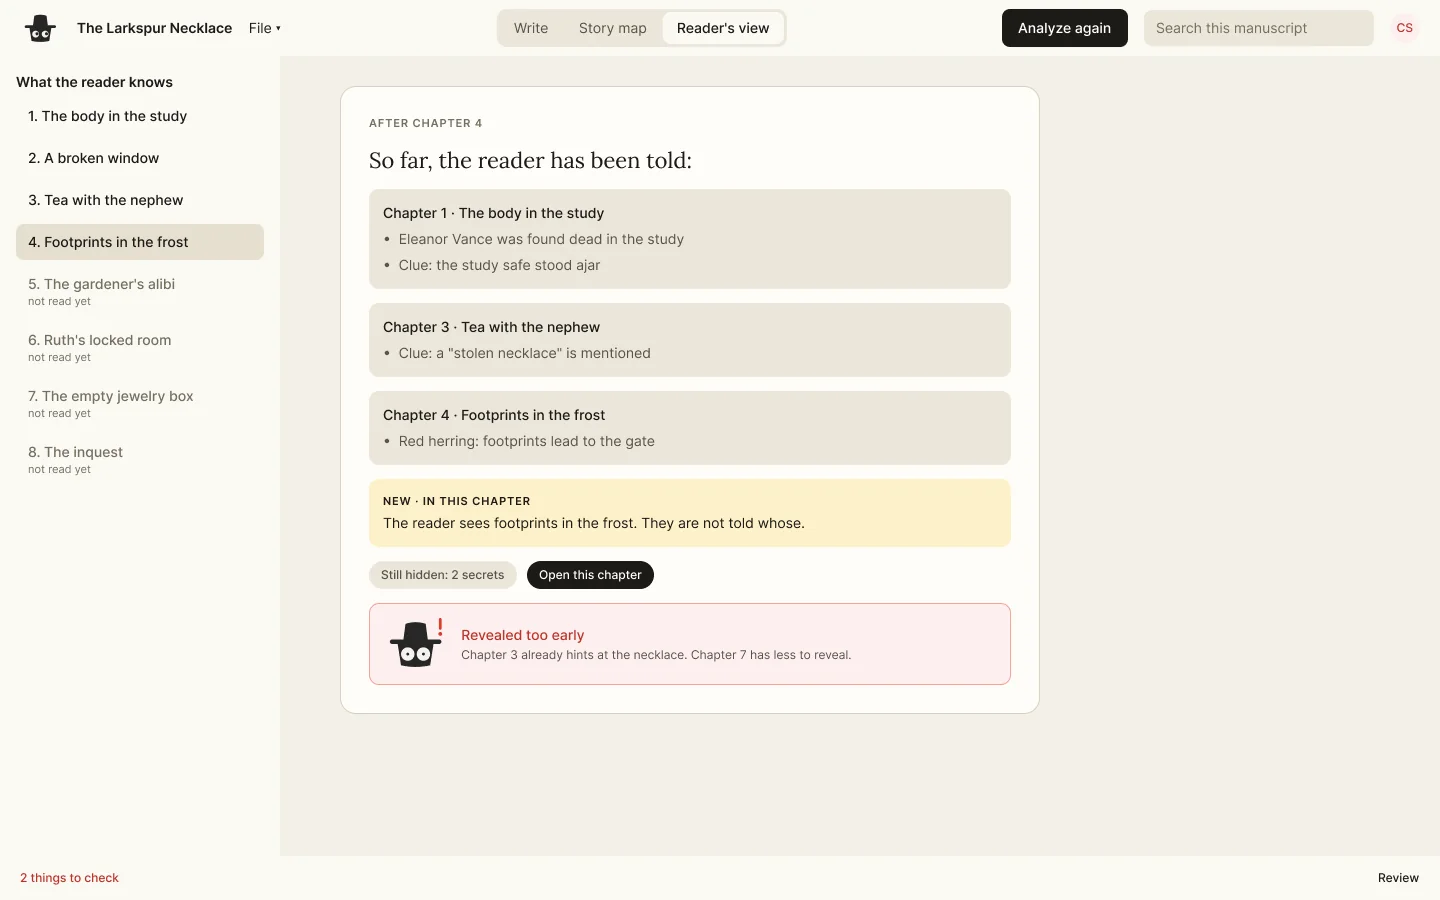 The Larkspur Necklace
File ▾
Write
Story map
Reader's view
Analyze again
Search this manuscript
CS
What the reader knows
1. The body in the study
2. A broken window
3. Tea with the nephew
4. Footprints in the frost
5. The gardener's alibi
not read yet
6. Ruth's locked room
not read yet
7. The empty jewelry box
not read yet
8. The inquest
not read yet
AFTER CHAPTER 4
So far, the reader has been told:
Chapter 1 · The body in the study
• Eleanor Vance was found dead in the study
• Clue: the study safe stood ajar
Chapter 3 · Tea with the nephew
• Clue: a "stolen necklace" is mentioned
Chapter 4 · Footprints in the frost
• Red herring: footprints lead to the gate
NEW · IN THIS CHAPTER
The reader sees footprints in the frost. They are not told whose.
Still hidden: 2 secrets
Open this chapter
!
Revealed too early
Chapter 3 already hints at the necklace. Chapter 7 has less to reveal.
2 things to check
Review